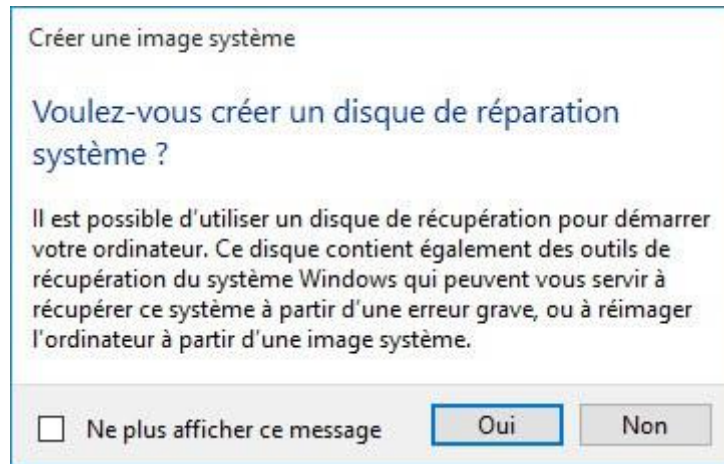 Créer une image système
Voulez-vous créer un disque de réparation
système ?
Il est possible d'utiliser un disque de récupération pour démarrer
votre ordinateur. Ce disque contient également des outils de
récupération du système Windows qui peuvent vous servir à
récupérer ce système à partir d'une erreur grave, ou à réimager
l'ordinateur à partir d'une image système.
Ne plus afficher ce message Oui Non